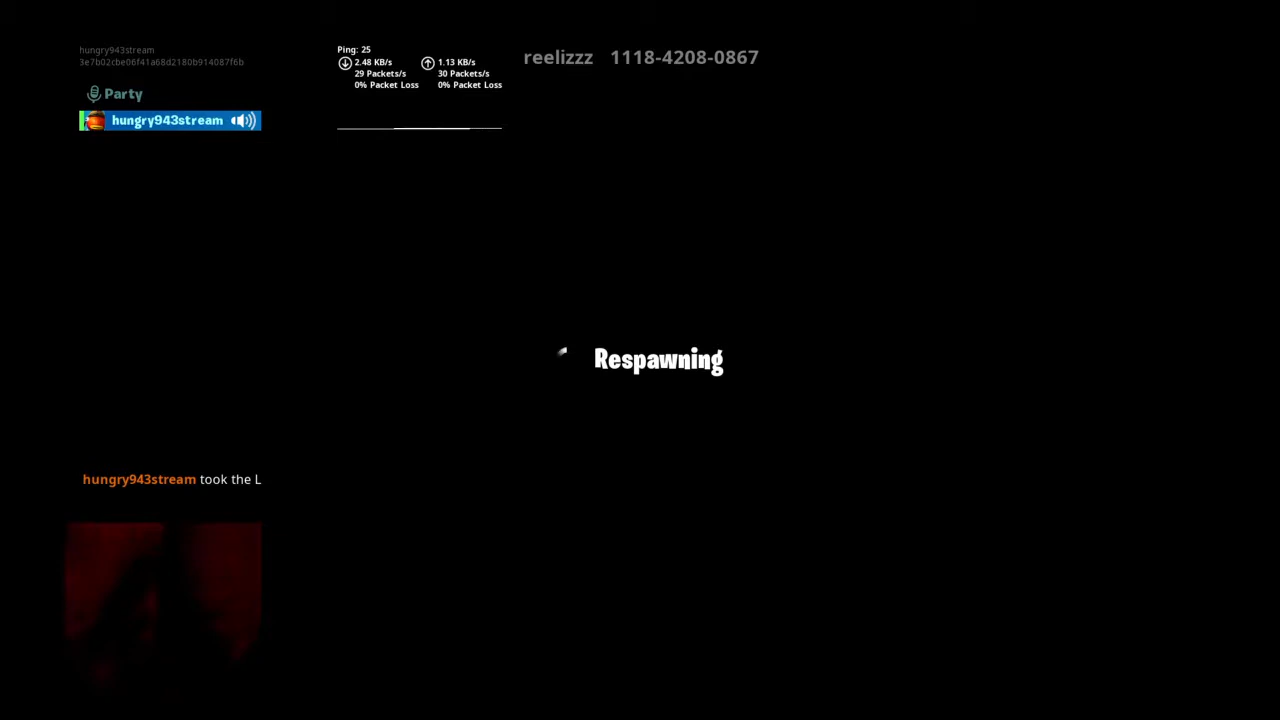 hungry943stream
3e7b02cbe06f41a68d2180b914087f6b
Party
hungry943stream
Ping: 25
2.48 KB/s 1.13 KB/s
29 Packets/s 30 Packets/s
0% Packet Loss 0% Packet Loss
reelizzz 1118-4208-0867
Respawning
hungry943stream took the L